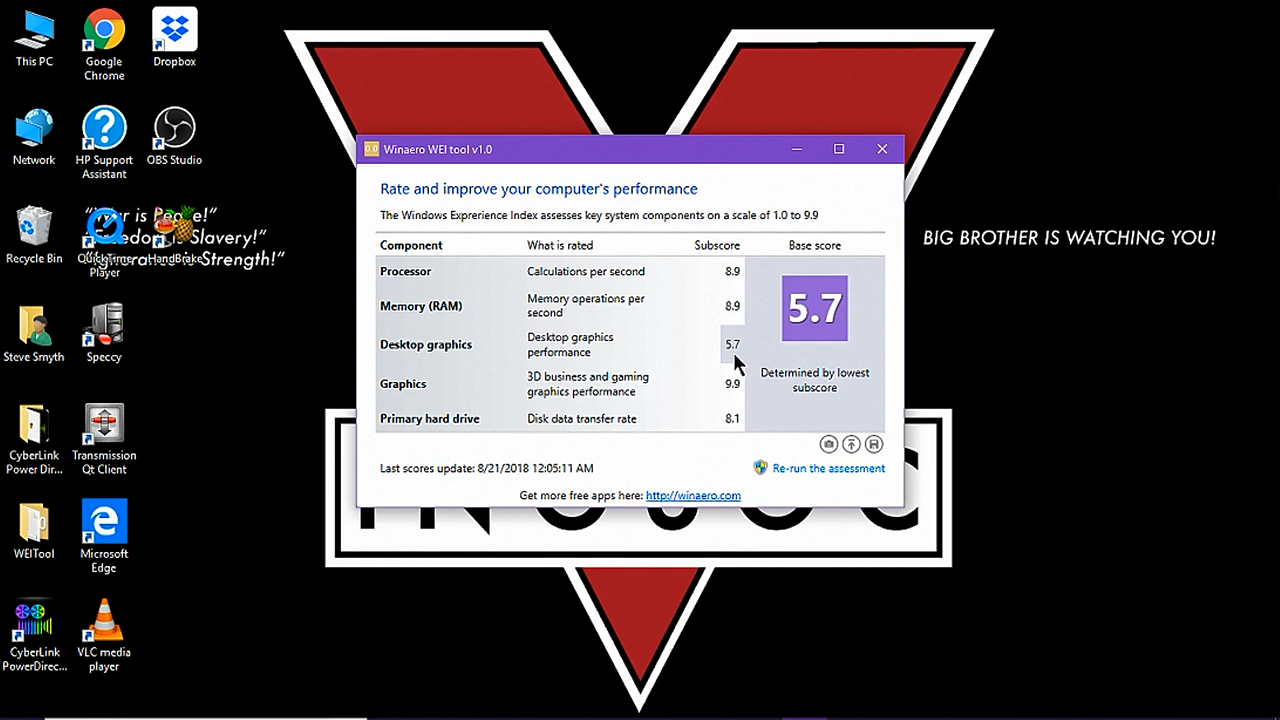 This PC
Google
Chrome
Dropbox
Network
HP Support
Assistant
OBS Studio
Recycle Bin
QuickTime
Player
HandBrake
"War is Peace!"
"Freedom is Slavery!"
"Ignorance is Strength!"
Steve Smyth
Speccy
CyberLink
Power Dir...
Transmission
Qt Client
WEITool
Microsoft
Edge
CyberLink
PowerDirec...
VLC media
player
0.0
Winaero WEI tool v1.0
Rate and improve your computer's performance
The Windows Exprerience Index assesses key system components on a scale of 1.0 to 9.9
Component What is rated Subscore Base score
Processor Calculations per second 8.9
Memory (RAM) Memory operations per
second 8.9
Desktop graphics Desktop graphics
performance 5.7
Graphics 3D business and gaming
graphics performance 9.9
Primary hard drive Disk data transfer rate 8.1
5.7
Determined by lowest
subscore
Last scores update: 8/21/2018 12:05:11 AM
Re-run the assessment
Get more free apps here: http://winaero.com
BIG BROTHER IS WATCHING YOU!